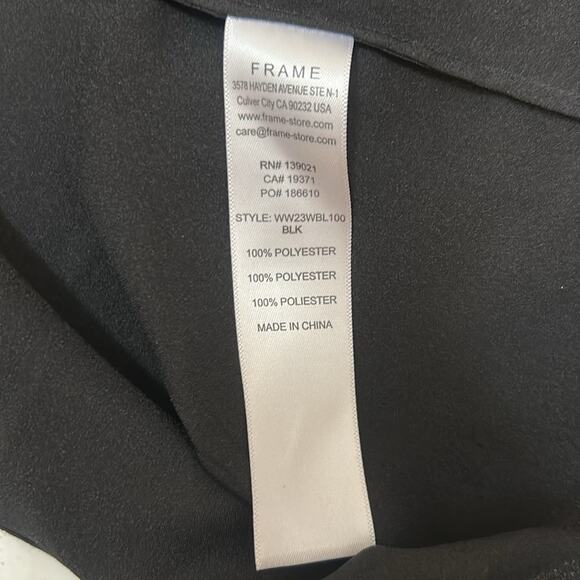 FRAME
3578 HAYDEN AVENUE STE N-1
Culver City CA 90232 USA
www.frame-store.com
care@frame-store.com
RN# 139021
CA# 19371
PO# 186610
STYLE: WW23WBL100
BLK
100% POLYESTER
100% POLYESTER
100% POLIESTER
MADE IN CHINA